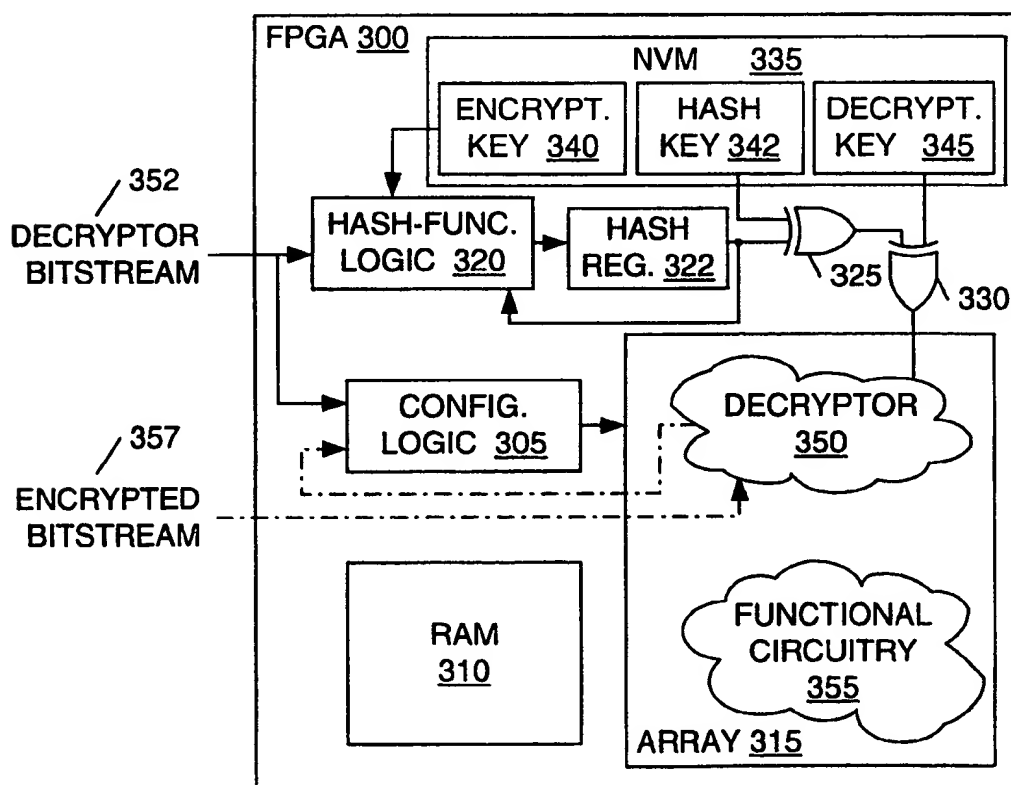 FPGA 300
NVM 335
ENCRYPT.
KEY 340
HASH
KEY 342
DECRYPT.
KEY 345
352
DECRYPTOR
BITSTREAM
HASH-FUNC.
LOGIC 320
HASH
REG. 322
325
330
CONFIG.
LOGIC 305
DECRYPTOR
350
357
ENCRYPTED
BITSTREAM
RAM
310
FUNCTIONAL
CIRCUITRY
355
ARRAY 315